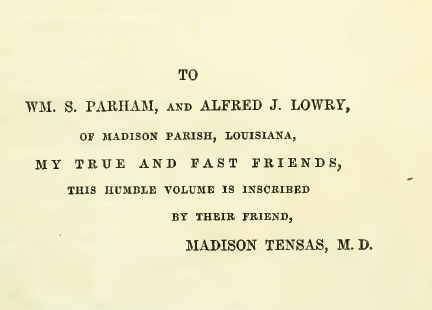 TO
WM. S. PARHAM, AND ALFRED J. LOWRY,
OF MADISON PARISH, LOUISIANA,
MY TRUE AND FAST FRIENDS,
THIS HUMBLE VOLUME IS INSCRIBED
BY THEIR FRIEND,
MADISON TENSAS, M. D.